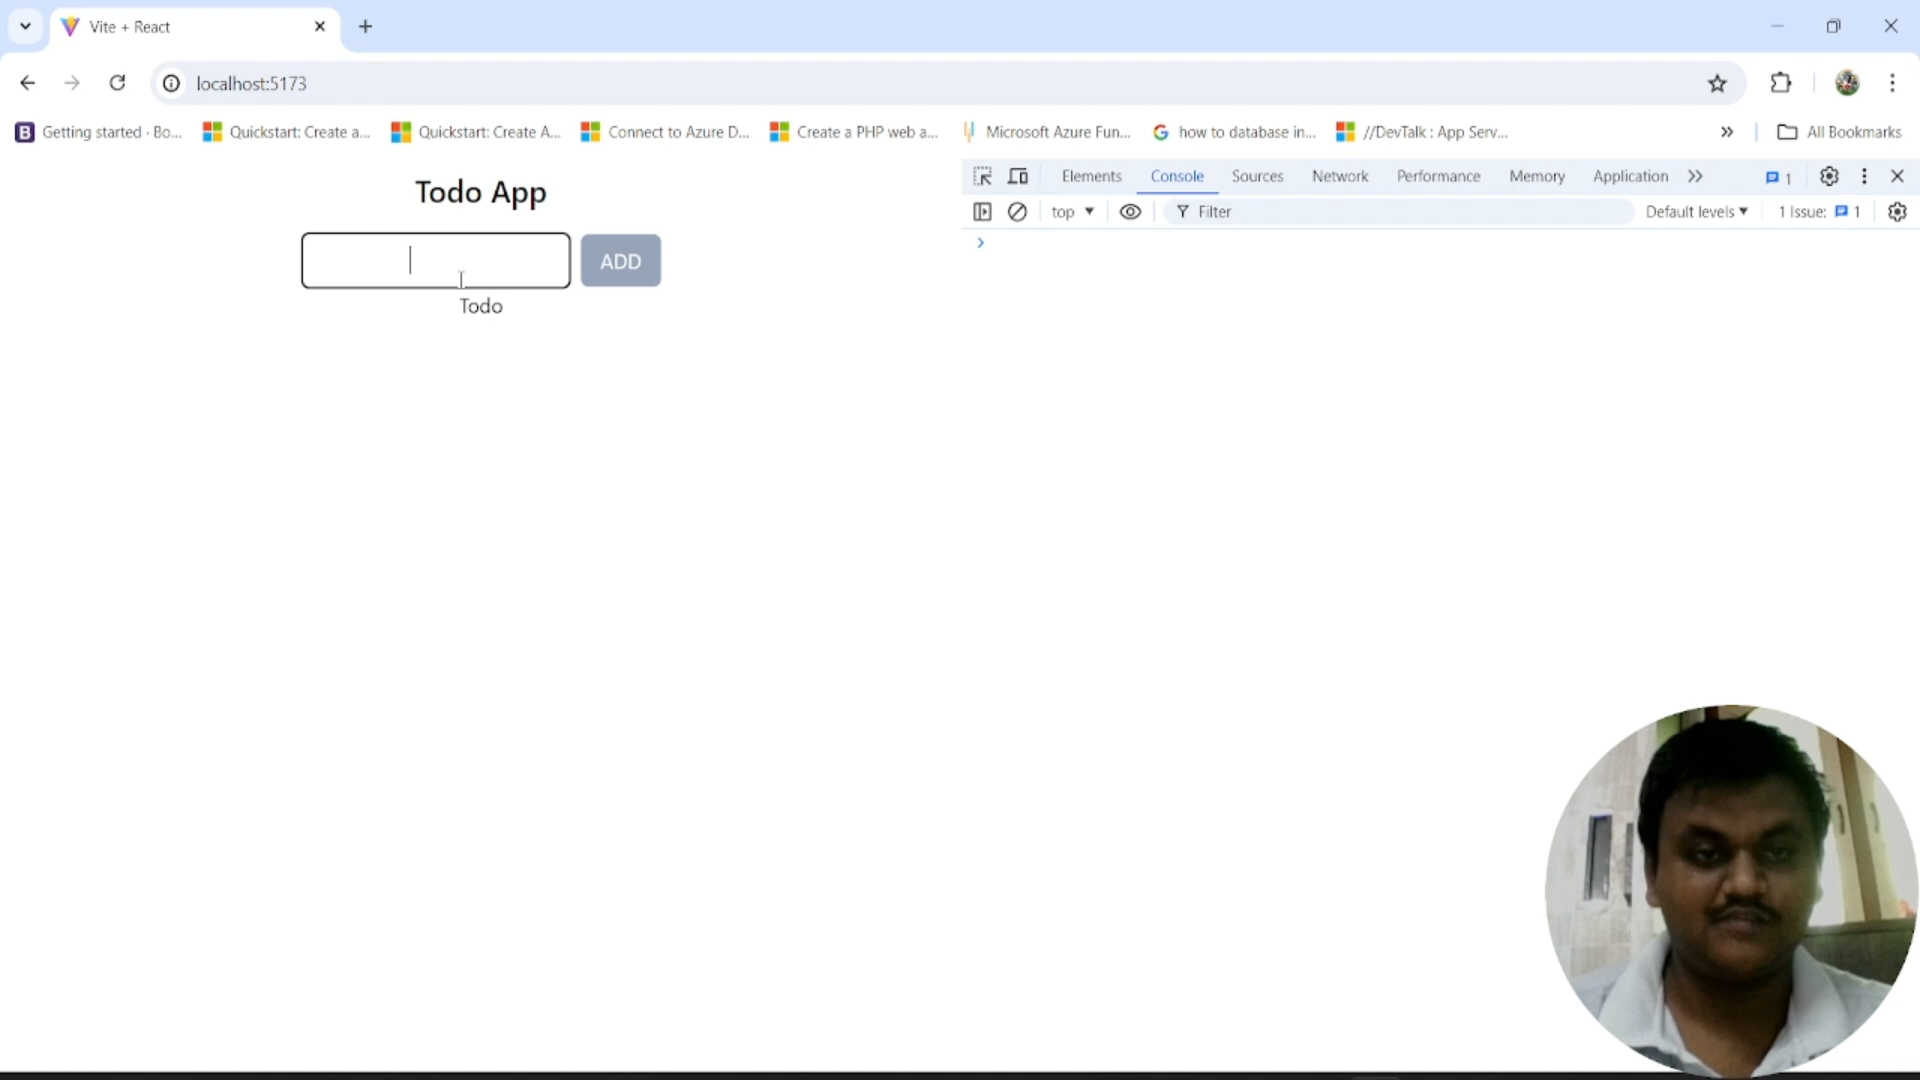 Vite + React
localhost:5173
B Getting started · Bo... Quickstart: Create a... Quickstart: Create A... Connect to Azure D... Create a PHP web a... Microsoft Azure Fun... how to database in... //DevTalk : App Serv... » All Bookmarks
Elements Console Sources Network Performance Memory Application 1
top Filter Default levels 1 Issue: 1
Todo App
ADD
Todo